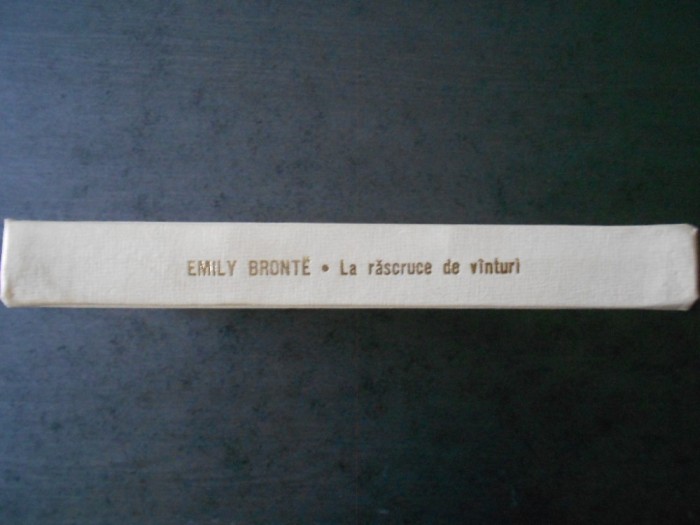 EMILY BRONTË • La răscruce de vînturi